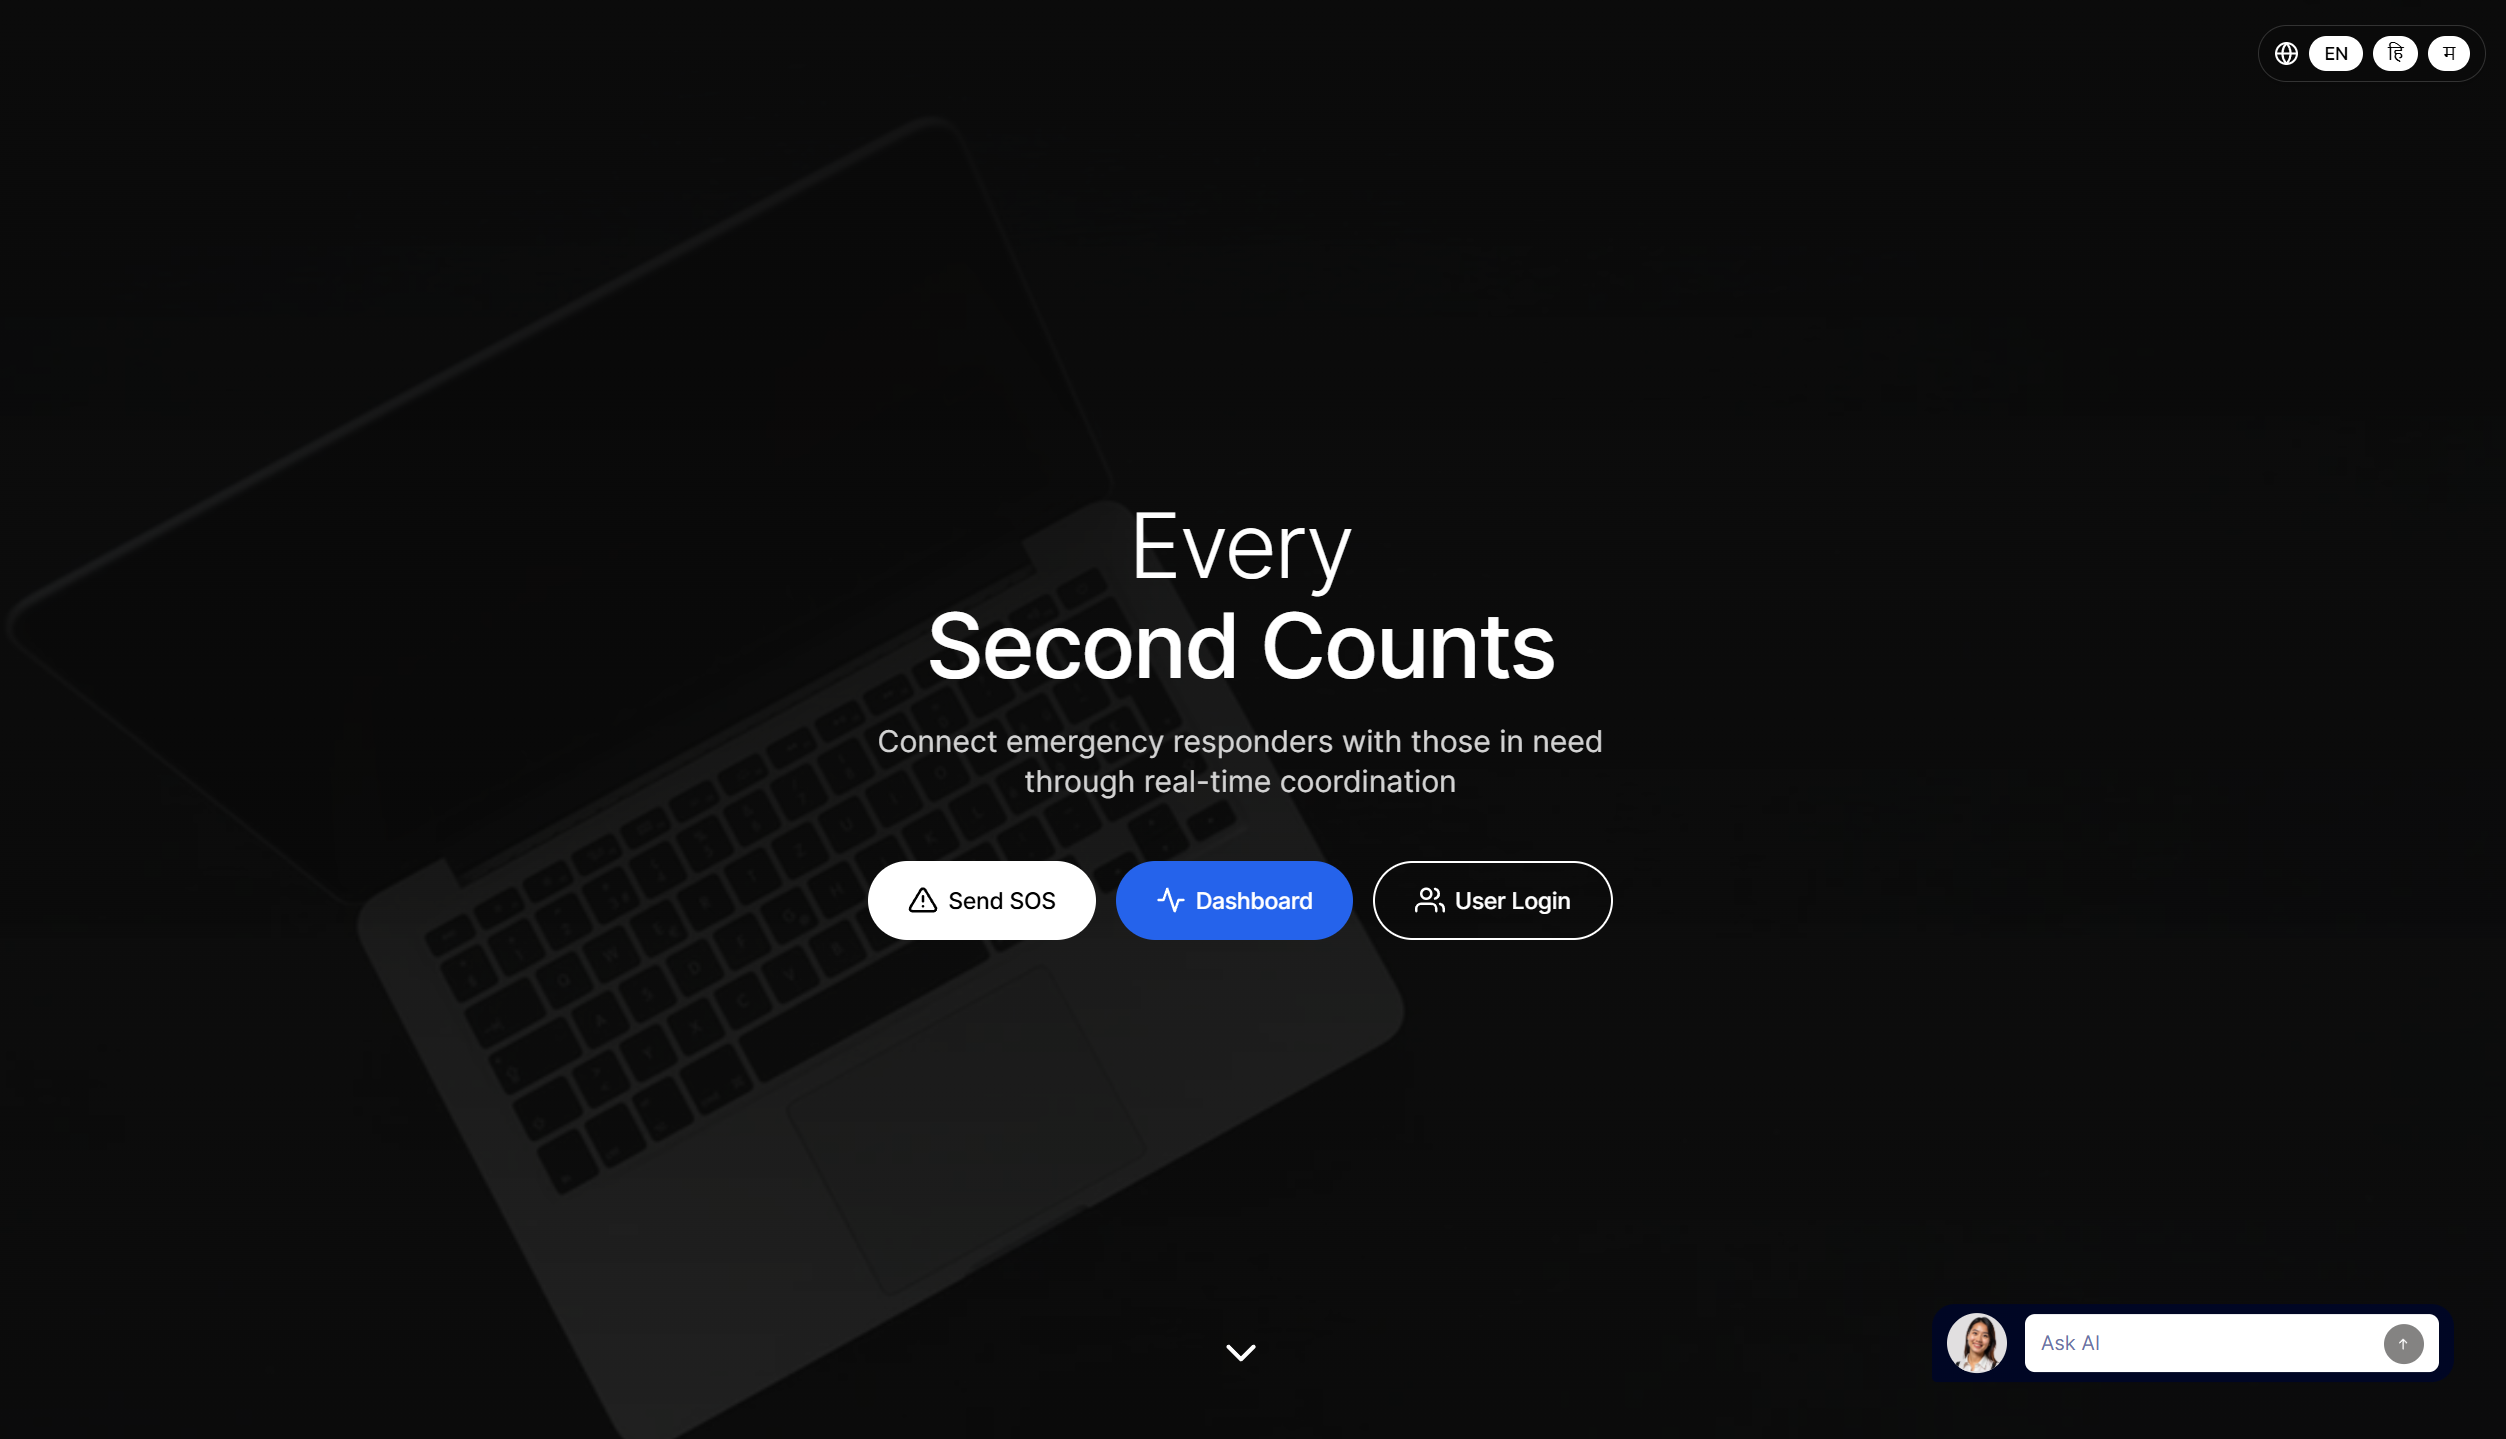 EN हि म
Every
Second Counts
Connect emergency responders with those in need
through real-time coordination
Send SOS Dashboard User Login
Ask AI